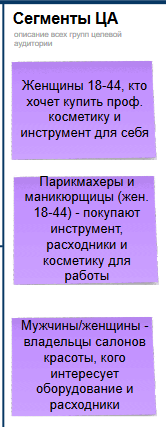 Сегменты ЦА
описание всех групп целевой
аудитории
Женщины 18-44, кто
хочет купить проф.
косметику и
инструмент для себя
Парикмахеры и
маникюрщицы (жен.
18-44) - покупают
инструмент,
расходники и
косметику для
работы
Мужчины/женщины -
владельцы салонов
красоты, кого
интересует
оборудование и
расходники